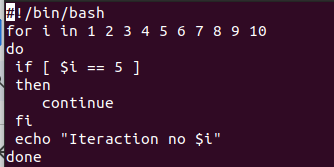 #!/bin/bash
for i in 1 2 3 4 5 6 7 8 9 10
do
 if [ $i == 5 ]
 then
    continue
 fi
 echo "Iteraction no $i"
done